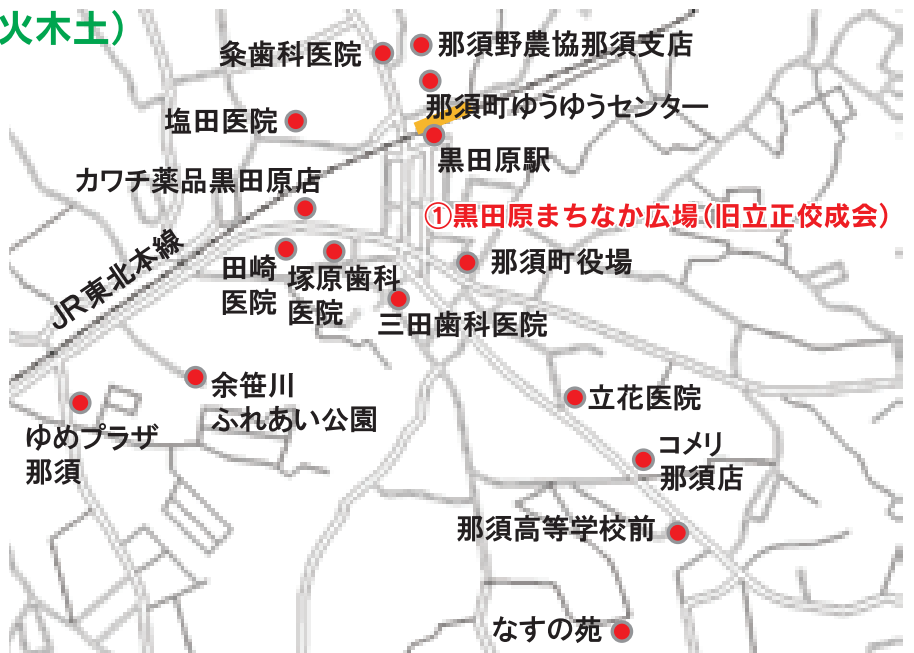 火木土）
粂歯科医院
那須野農協那須支店
那須町ゆうゆうセンター
塩田医院
黒田原駅
カワチ薬品黒田原店
①黒田原まちなか広場（旧立正佼成会）
JR東北本線
田崎
医院
塚原歯科
医院
那須町役場
三田歯科医院
余笹川
ふれあい公園
立花医院
ゆめプラザ
那須
コメリ
那須店
那須高等学校前
なすの苑